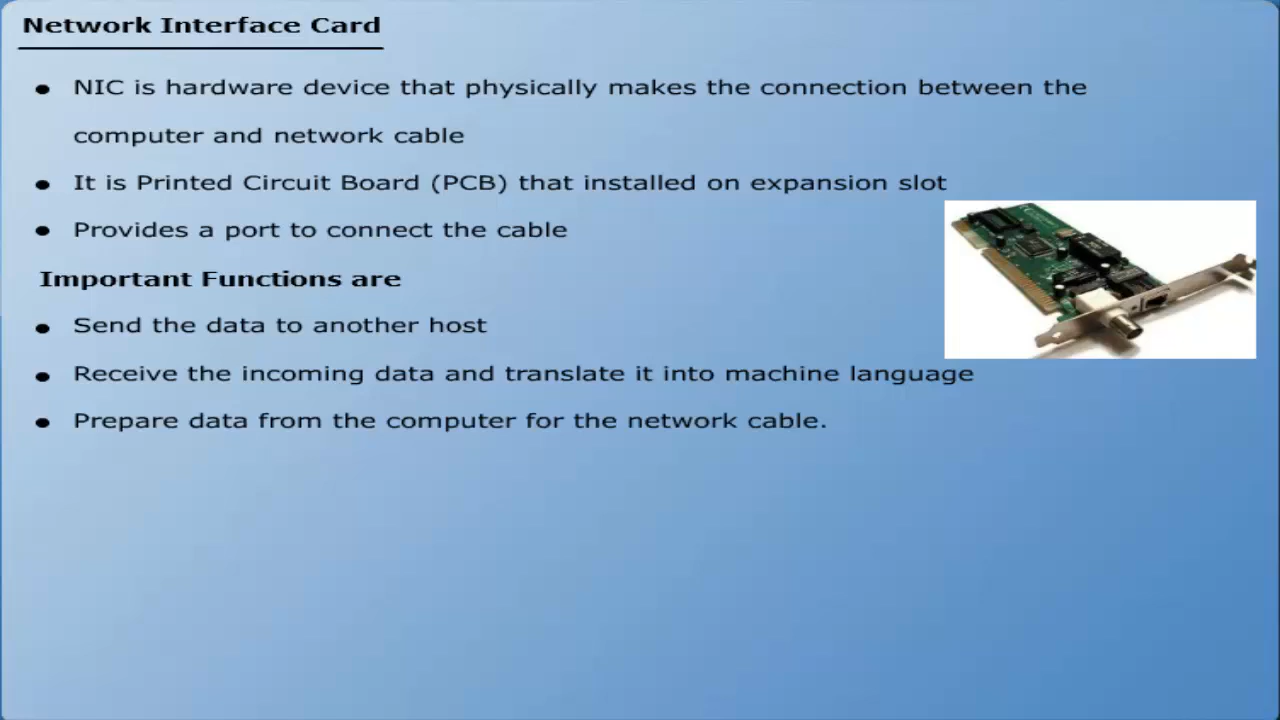 Network Interface Card
● NIC is hardware device that physically makes the connection between the
computer and network cable
● It is Printed Circuit Board (PCB) that installed on expansion slot
● Provides a port to connect the cable
Important Functions are
● Send the data to another host
● Receive the incoming data and translate it into machine language
● Prepare data from the computer for the network cable.